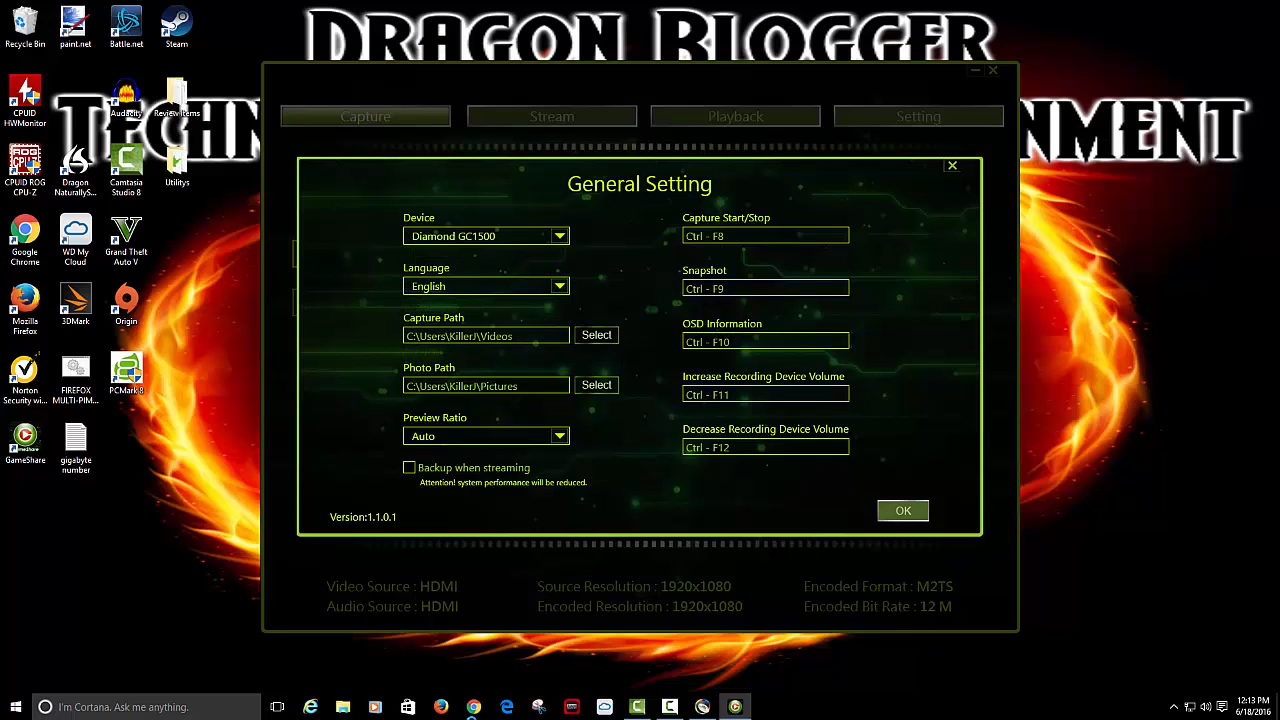 DRAGON BLOGGER
Recycle Bin
paint.net
Battle.net
Steam
CPUID HWMonitor
Audacity
Review Items
CPUID ROG CPU-Z
Dragon NaturallyS...
Camtasia Studio 8
Utilitys
Google Chrome
WD My Cloud
Grand Theft Auto V
Mozilla Firefox
3DMark
Origin
Norton Security wi...
FIREFOX MULTI-PIM...
PCMark 8
GameShare
gigabyte number
Capture
Stream
Playback
Setting
General Setting
Device
Diamond GC1500
Language
English
Capture Path
C:\Users\KillerJ\Videos
Select
Photo Path
C:\Users\KillerJ\Pictures
Select
Preview Ratio
Auto
Backup when streaming
Attention! system performance will be reduced.
Version:1.1.0.1
Capture Start/Stop
Ctrl - F8
Snapshot
Ctrl - F9
OSD Information
Ctrl - F10
Increase Recording Device Volume
Ctrl - F11
Decrease Recording Device Volume
Ctrl - F12
OK
Video Source : HDMI
Audio Source : HDMI
Source Resolution : 1920x1080
Encoded Resolution : 1920x1080
Encoded Format : M2TS
Encoded Bit Rate : 12 M
I'm Cortana. Ask me anything.
12:13 PM
6/18/2016